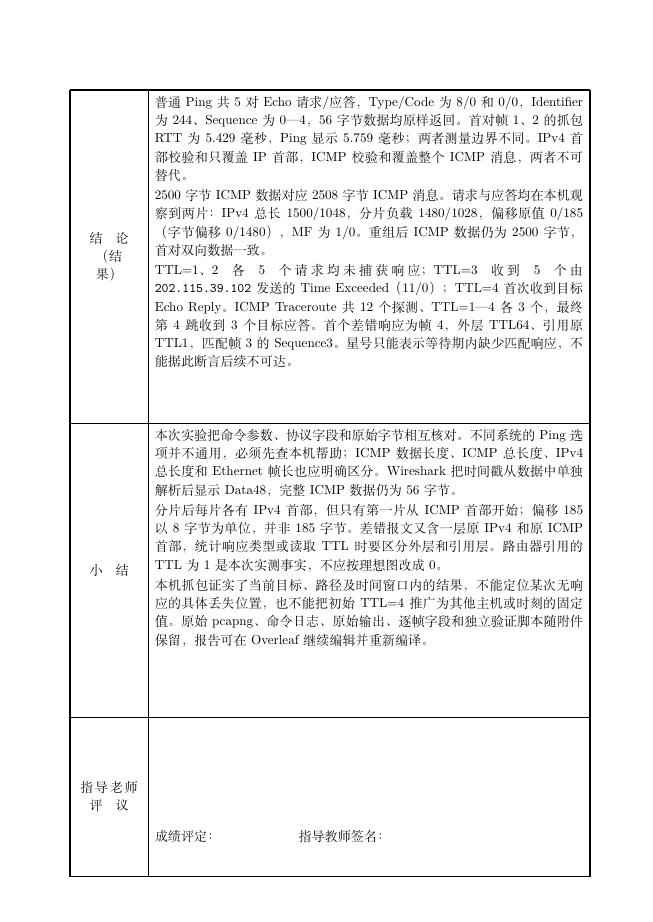 结 论
（结
果）
普通 Ping 共 5 对 Echo 请求/应答，Type/Code 为 8/0 和 0/0，Identifier
为 244、Sequence 为 0—4，56 字节数据均原样返回。首对帧 1、2 的抓包
RTT 为 5.429 毫秒，Ping 显示 5.759 毫秒；两者测量边界不同。IPv4 首
部校验和只覆盖 IP 首部，ICMP 校验和覆盖整个 ICMP 消息，两者不可
替代。
2500 字节 ICMP 数据对应 2508 字节 ICMP 消息。请求与应答均在本机观
察到两片：IPv4 总长 1500/1048，分片负载 1480/1028，偏移原值 0/185
（字节偏移 0/1480），MF 为 1/0。重组后 ICMP 数据仍为 2500 字节，
首对双向数据一致。
TTL=1、2 各 5 个请求均未捕获响应；TTL=3 收到 5 个由
202.115.39.102 发送的 Time Exceeded（11/0）；TTL=4 首次收到目标
Echo Reply。ICMP Traceroute 共 12 个探测、TTL=1—4 各 3 个，最终
第 4 跳收到 3 个目标应答。首个差错响应为帧 4，外层 TTL64、引用原
TTL1，匹配帧 3 的 Sequence3。星号只能表示等待期内缺少匹配响应，不
能据此断言后续不可达。
小 结
本次实验把命令参数、协议字段和原始字节相互核对。不同系统的 Ping 选
项并不通用，必须先查本机帮助；ICMP 数据长度、ICMP 总长度、IPv4
总长度和 Ethernet 帧长也应明确区分。Wireshark 把时间戳从数据中单独
解析后显示 Data48，完整 ICMP 数据仍为 56 字节。
分片后每片各有 IPv4 首部，但只有第一片从 ICMP 首部开始；偏移 185
以 8 字节为单位，并非 185 字节。差错报文又含一层原 IPv4 和原 ICMP
首部，统计响应类型或读取 TTL 时要区分外层和引用层。路由器引用的
TTL 为 1 是本次实测事实，不应按理想图改成 0。
本机抓包证实了当前目标、路径及时间窗口内的结果，不能定位某次无响
应的具体丢失位置，也不能把初始 TTL=4 推广为其他主机或时刻的固定
值。原始 pcapng、命令日志、原始输出、逐帧字段和独立验证脚本随附件
保留，报告可在 Overleaf 继续编辑并重新编译。
指导老师
评 议
成绩评定： 指导教师签名：